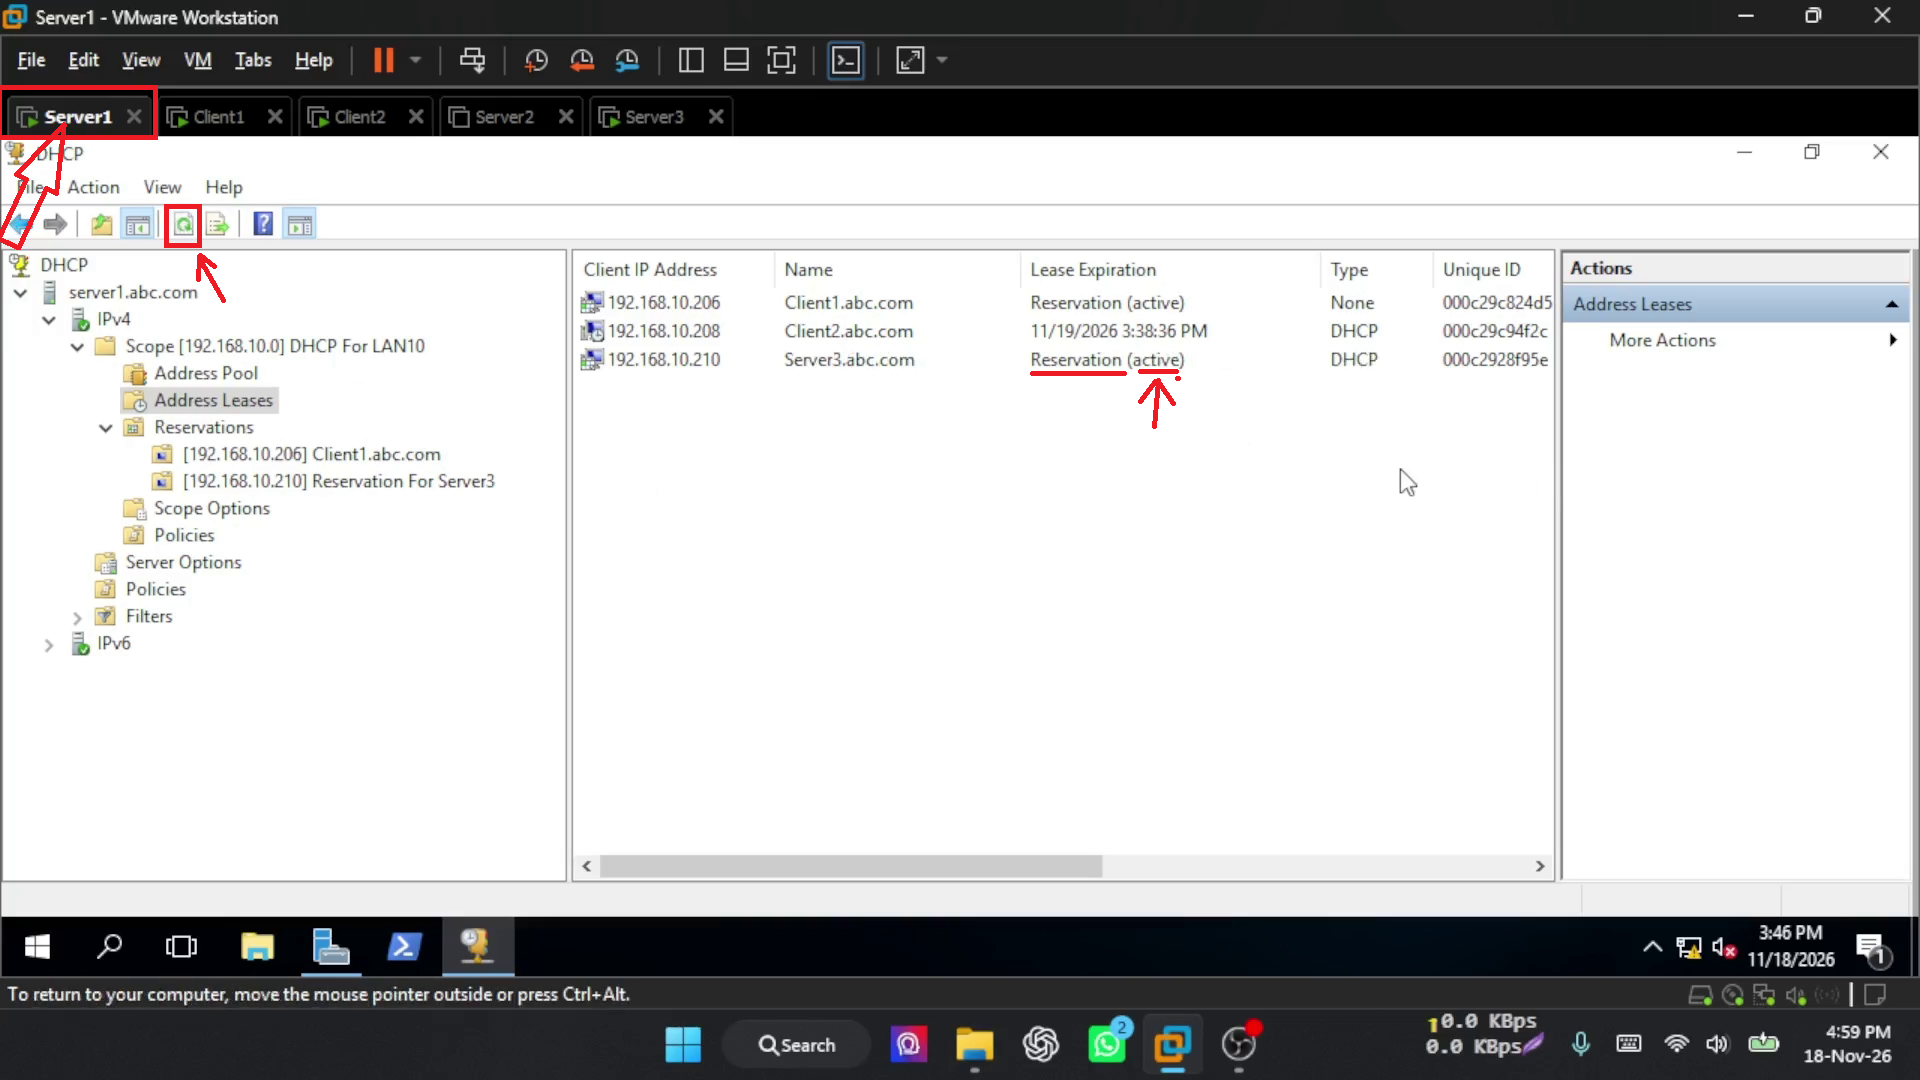 Server1 - VMware Workstation
File Edit View VM Tabs Help
Server1 Client1 Client2 Server2 Server3
DHCP
File Action View Help
DHCP
server1.abc.com
IPv4
Scope [192.168.10.0] DHCP For LAN10
Address Pool
Address Leases
Reservations
[192.168.10.206] Client1.abc.com
[192.168.10.210] Reservation For Server3
Scope Options
Policies
Server Options
Policies
Filters
IPv6
Client IP Address Name Lease Expiration Type Unique ID
192.168.10.206 Client1.abc.com Reservation (active) None 000c29c824d5
192.168.10.208 Client2.abc.com 11/19/2026 3:38:36 PM DHCP 000c29c94f2c
192.168.10.210 Server3.abc.com Reservation (active) DHCP 000c2928f95e
Actions
Address Leases
More Actions
3:46 PM
11/18/2026
1
To return to your computer, move the mouse pointer outside or press Ctrl+Alt.
Search
2
0.0 KBps
0.0 KBps
4:59 PM
18-Nov-26